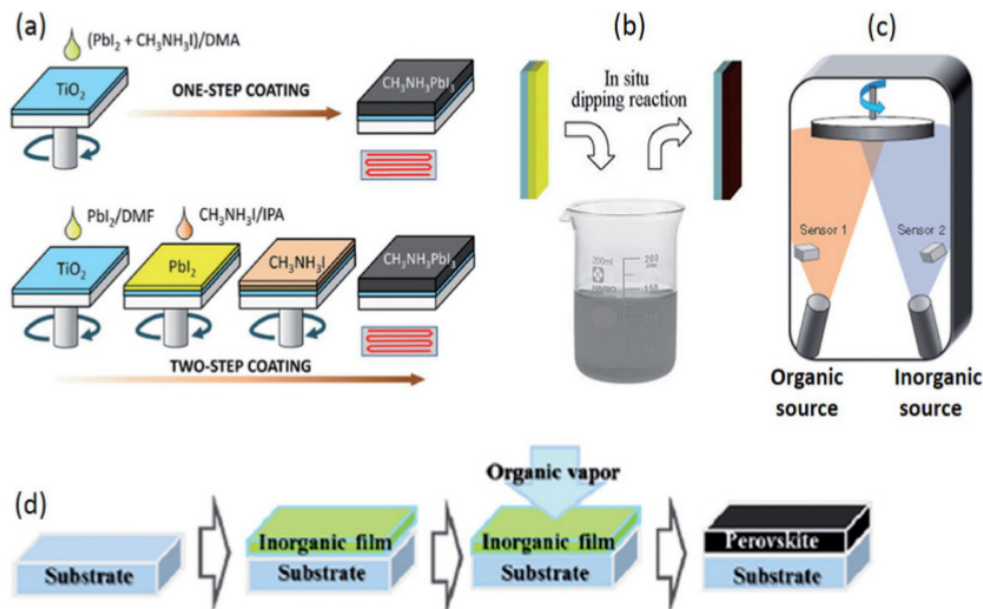 (a)
(PbI₂ + CH₃NH₃I)/DMA
TiO₂
ONE-STEP COATING
CH₃NH₃PbI₃
PbI₂/DMF
CH₃NH₃I/IPA
TiO₂
PbI₂
CH₃NH₃I
CH₃NH₃PbI₃
TWO-STEP COATING
(b)
In situ
dipping reaction
200ml
200
150
(c)
Sensor 1
Sensor 2
Organic
source
Inorganic
source
(d)
Substrate
Inorganic film
Substrate
Organic vapor
Inorganic film
Substrate
Perovskite
Substrate